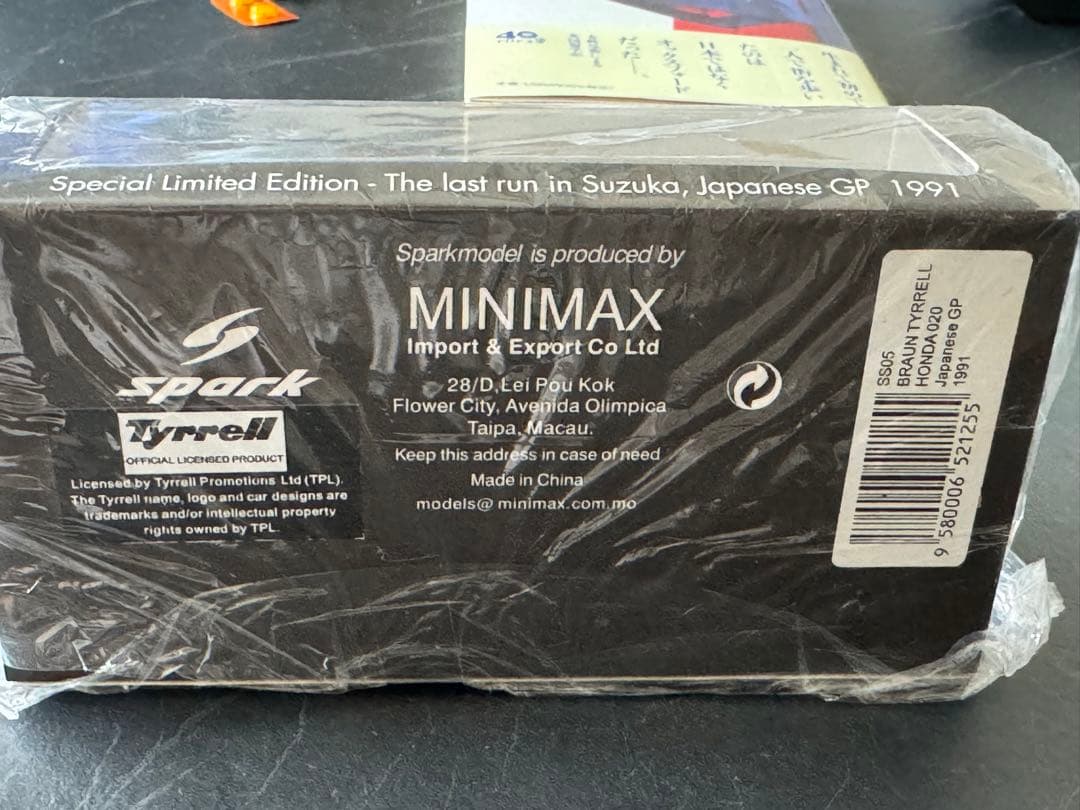 40
Special Limited Edition - The last run in Suzuka, Japanese GP 1991
Sparkmodel is produced by
MINIMAX
Import & Export Co Ltd
28/D, Lei Pou Kok
Flower City, Avenida Olimpica
Taipa, Macau.
Keep this address in case of need
Made in China
models@ minimax.com.mo
spark
Tyrrell
OFFICIAL LICENSED PRODUCT
Licensed by Tyrrell Promotions Ltd (TPL).
The Tyrrell name, logo and car designs are
trademarks and/or intellectual property
rights owned by TPL.
SS05
BRAUN TYRRELL
HONDA 020
Japanese GP
1991
9 580006 521255